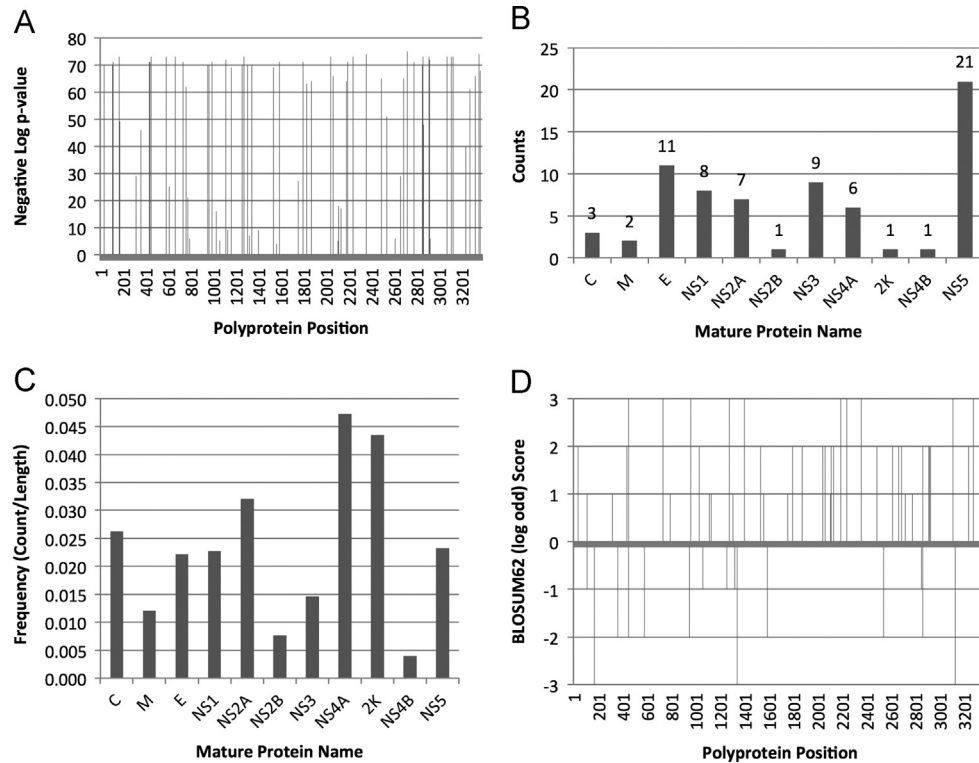 A
Negative Log p-value
80
70
60
50
40
30
20
10
0
1 201 401 601 801 1001 1201 1401 1601 1801 2001 2201 2401 2601 2801 3001 3201
Polyprotein Position
B
Counts
25
20
15
10
5
0
3 2 11 8 7 1 9 6 1 1 21
C M E NS1 NS2A NS2B NS3 NS4A 2K NS4B NS5
Mature Protein Name
C
Frequency (Count/Length)
0.050
0.045
0.040
0.035
0.030
0.025
0.020
0.015
0.010
0.005
0.000
C M E NS1 NS2A NS2B NS3 NS4A 2K NS4B NS5
Mature Protein Name
D
BLOSUM62 (log odd) Score
3
2
1
0
-1
-2
-3
1 201 401 601 801 1001 1201 1401 1601 1801 2001 2201 2401 2601 2801 3001 3201
Polyprotein Position